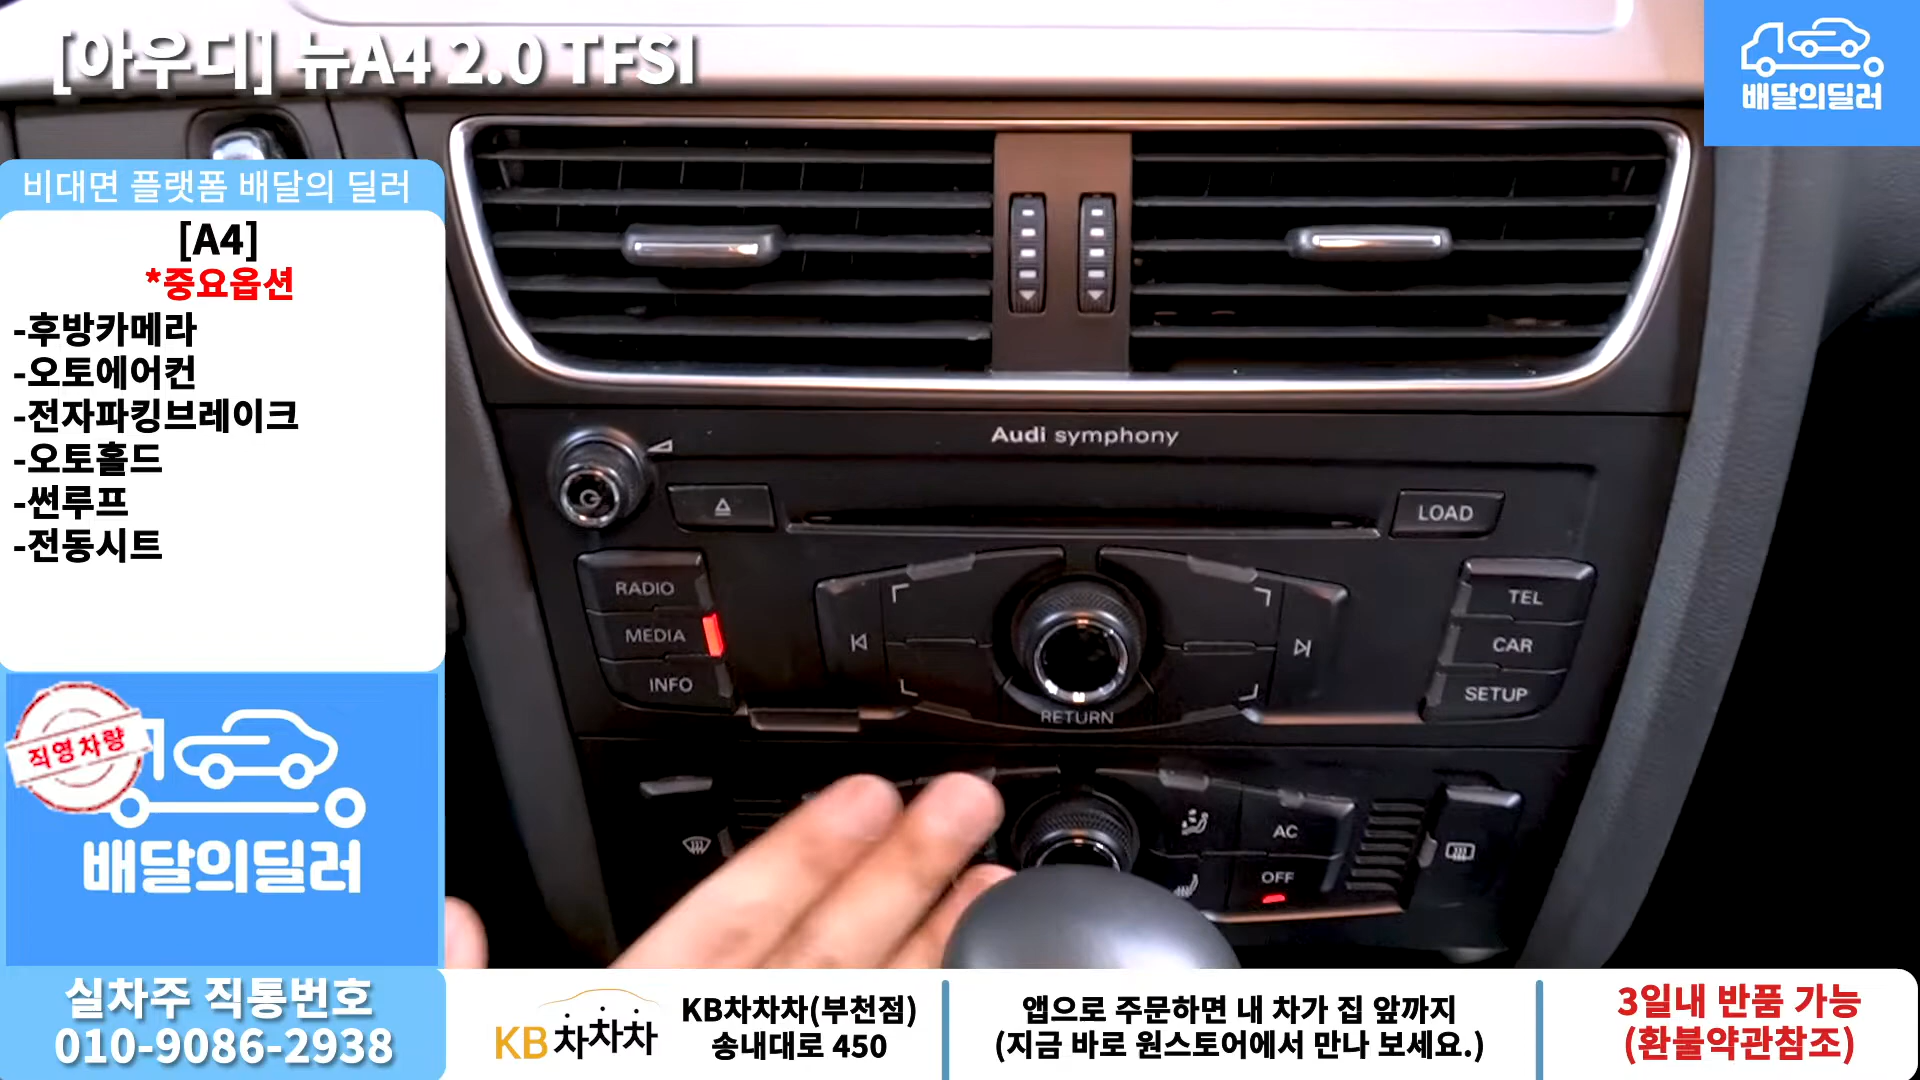 [아우디] 뉴A4 2.0 TFSI
배달의딜러
비대면 플랫폼 배달의 딜러
[A4]
*중요옵션
-후방카메라
-오토에어컨
-전자파킹브레이크
-오토홀드
-썬루프
-전동시트
직영차량
배달의딜러
실차주 직통번호
010-9086-2938
Audi symphony
LOAD
RADIO
MEDIA
INFO
TEL
CAR
SETUP
RETURN
AC
OFF
KB차차차
KB차차차(부천점)
송내대로 450
앱으로 주문하면 내 차가 집 앞까지
(지금 바로 원스토어에서 만나 보세요.)
3일내 반품 가능
(환불약관참조)